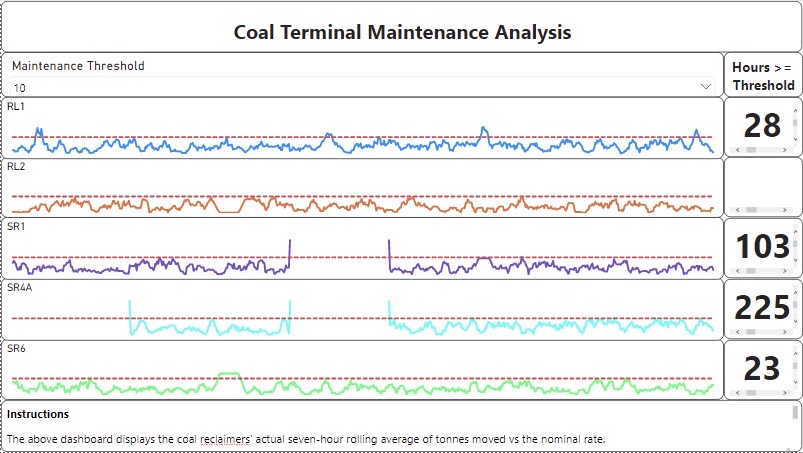 Coal Terminal Maintenance Analysis
Maintenance Threshold
10
Hours >=
Threshold
RL1
28
RL2
SR1
103
SR4A
225
SR6
23
Instructions
The above dashboard displays the coal reclaimers' actual seven-hour rolling average of tonnes moved vs the nominal rate.